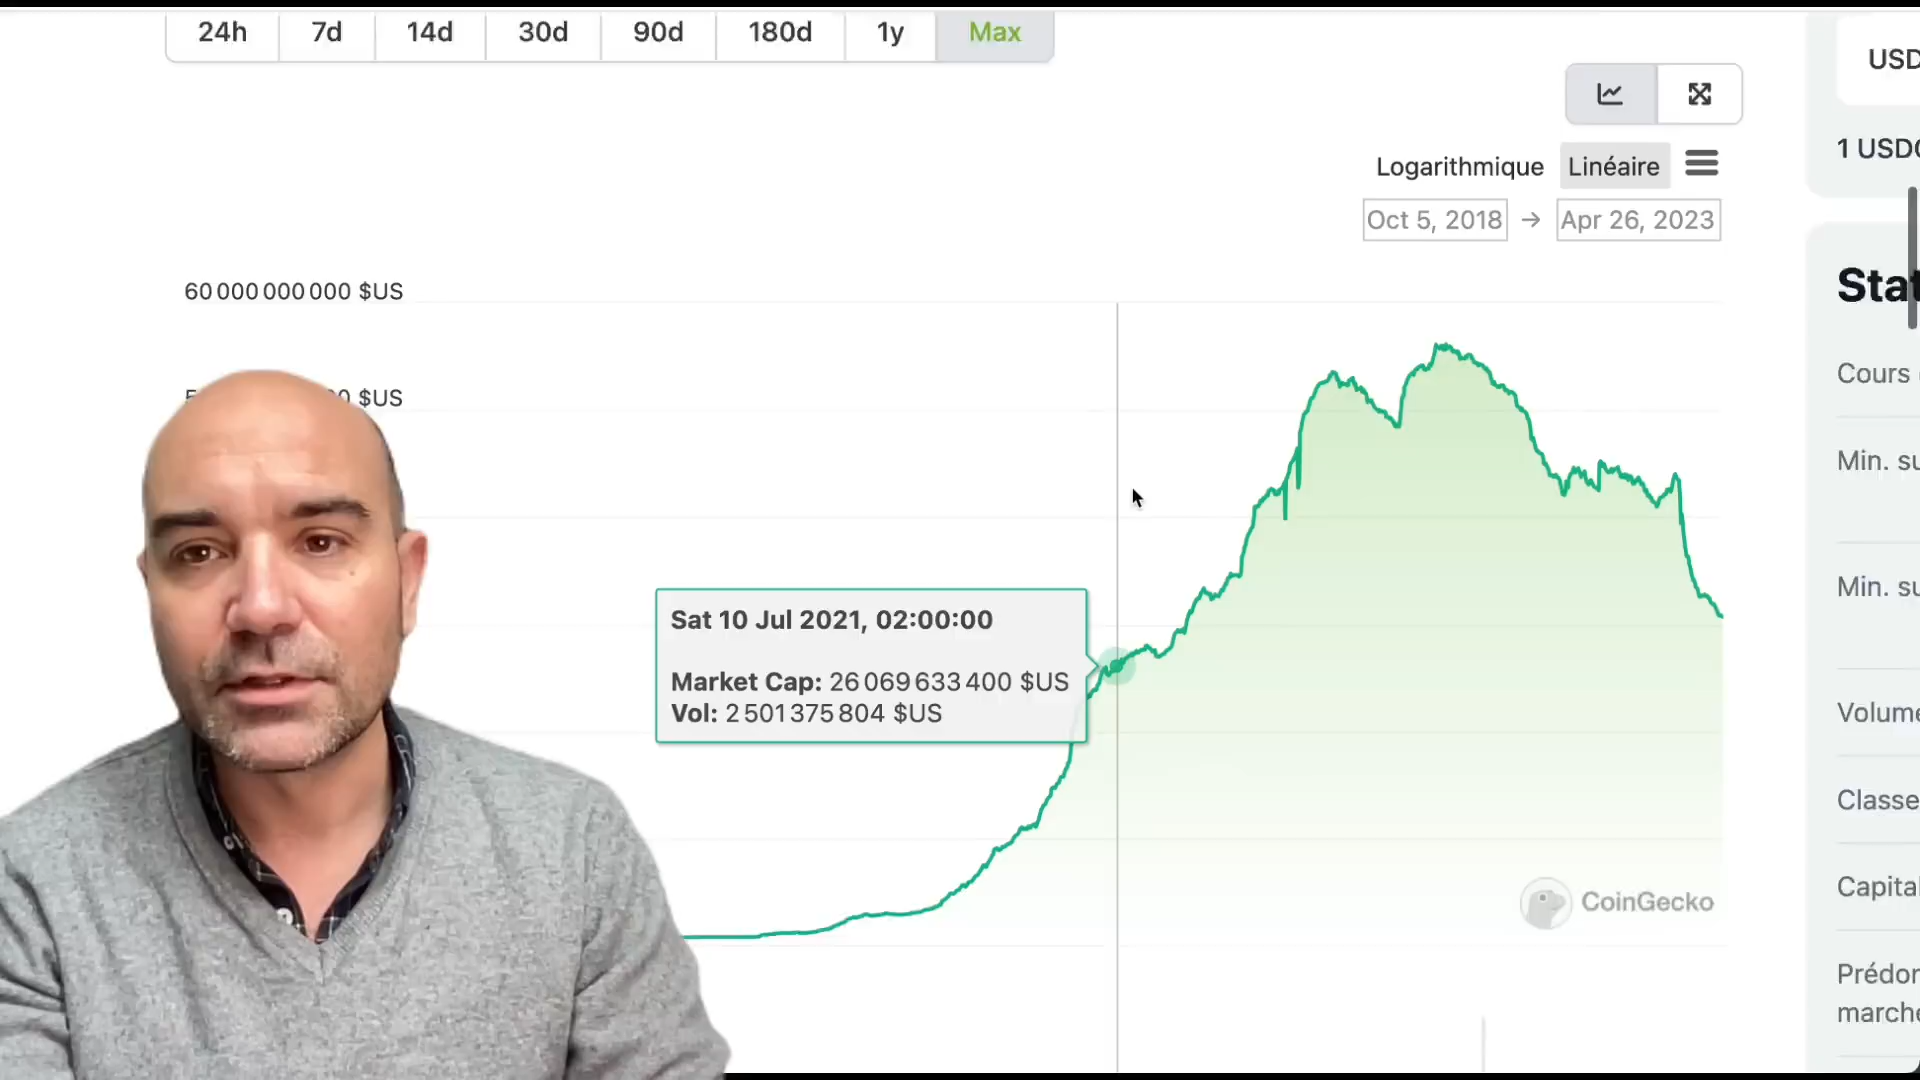 24h 7d 14d 30d 90d 180d 1y Max
USD
1 USDC
Logarithmique Linéaire
Oct 5, 2018 → Apr 26, 2023
60 000 000 000 $US
$US
Sat 10 Jul 2021, 02:00:00
Market Cap: 26 069 633 400 $US
Vol: 2 501 375 804 $US
CoinGecko
Stat
Cours
Min. su
Min. su
Volume
Classe
Capital
Prédor
marché